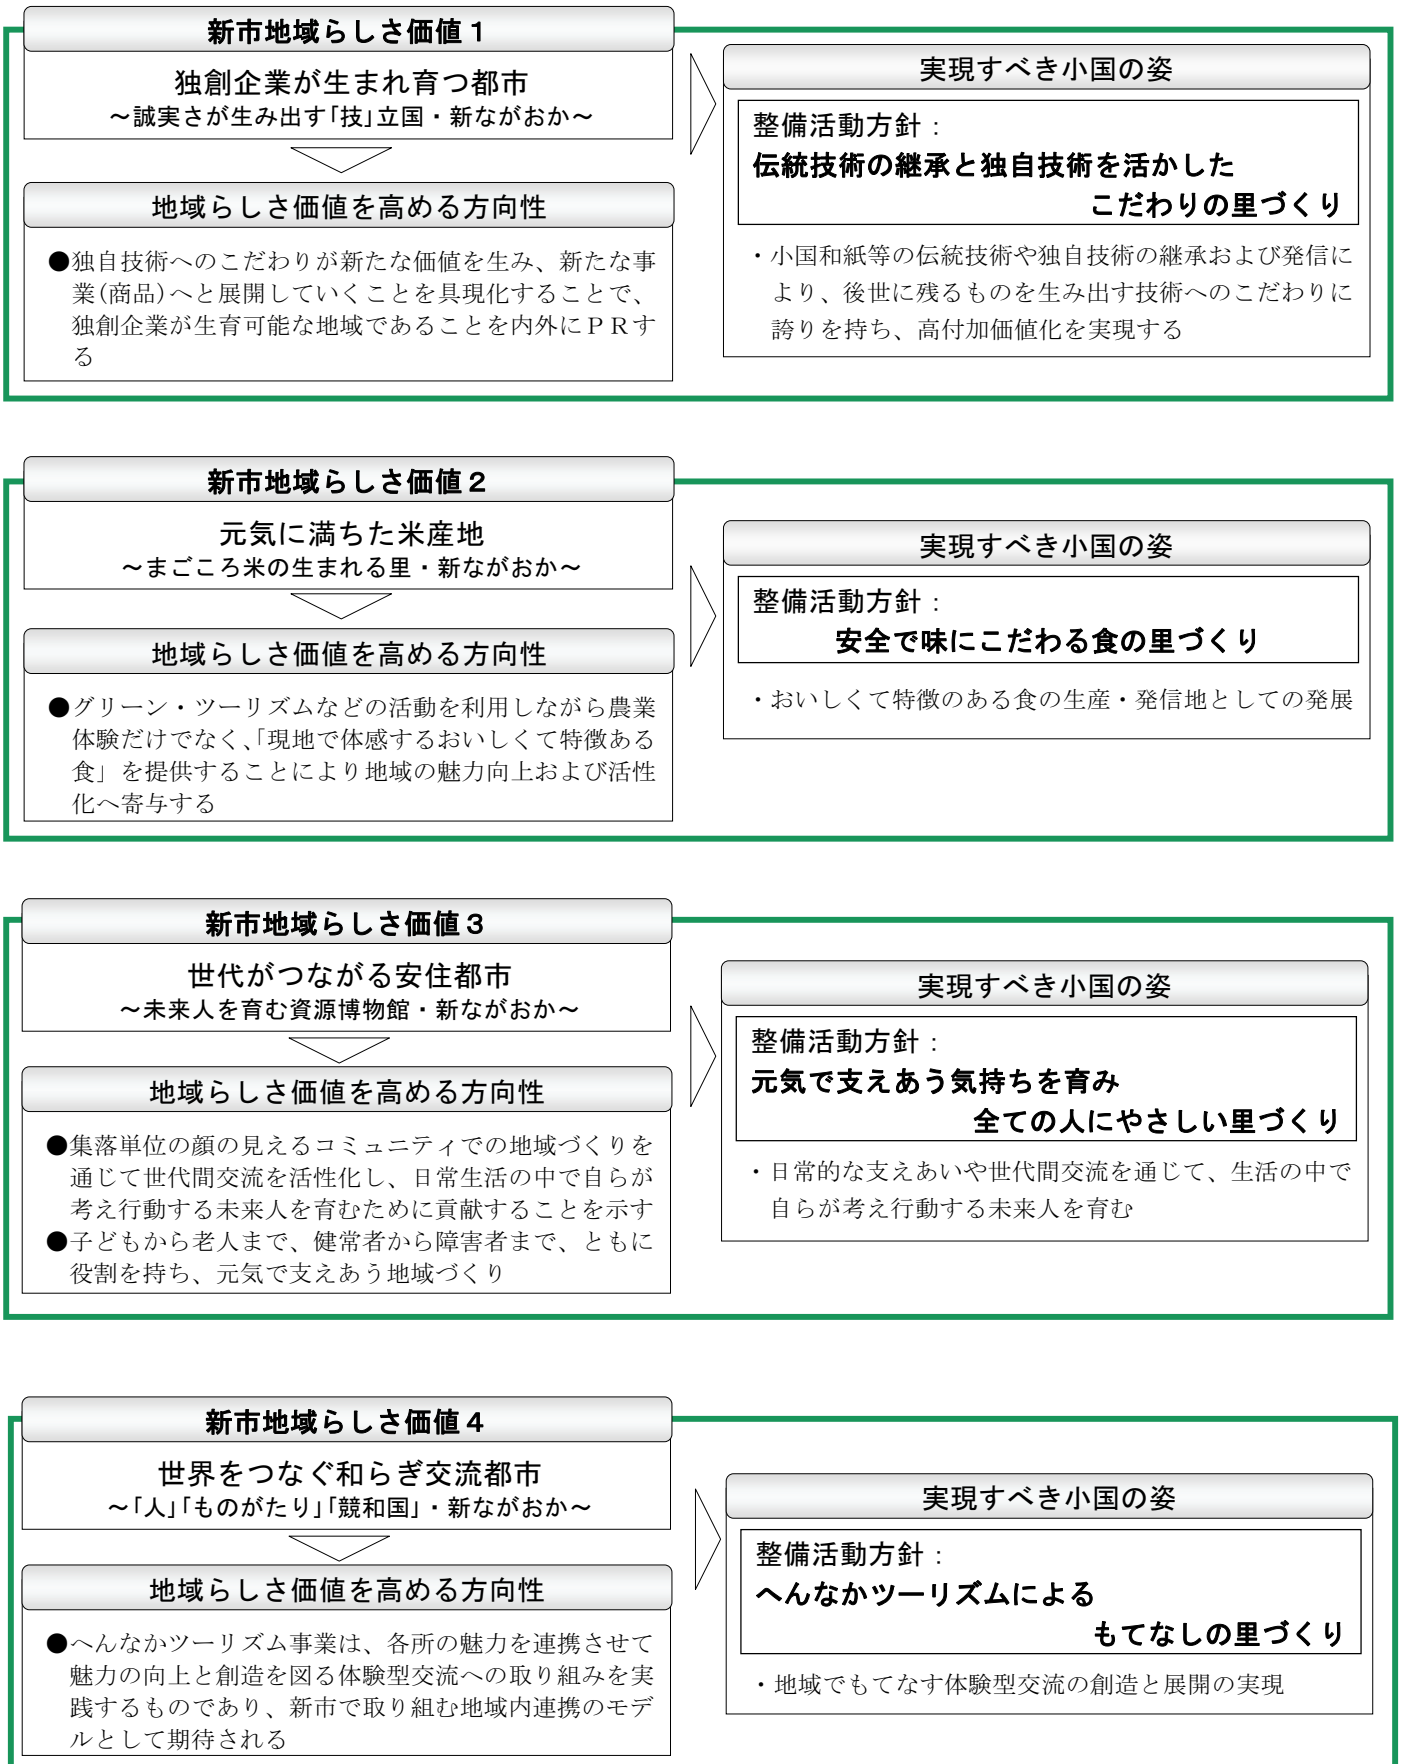 新市地域らしさ価値１
独創企業が生まれ育つ都市
～誠実さが生み出す「技」立国・新ながおか～
地域らしさ価値を高める方向性
●独自技術へのこだわりが新たな価値を生み、新たな事
業(商品)へと展開していくことを具現化することで、
独創企業が生育可能な地域であることを内外にＰＲす
る
実現すべき小国の姿
整備活動方針：
伝統技術の継承と独自技術を活かした
こだわりの里づくり
・小国和紙等の伝統技術や独自技術の継承および発信に
より、後世に残るものを生み出す技術へのこだわりに
誇りを持ち、高付加価値化を実現する
新市地域らしさ価値２
元気に満ちた米産地
～まごころ米の生まれる里・新ながおか～
地域らしさ価値を高める方向性
●グリーン・ツーリズムなどの活動を利用しながら農業
体験だけでなく､｢現地で体感するおいしくて特徴ある
食」を提供することにより地域の魅力向上および活性
化へ寄与する
実現すべき小国の姿
整備活動方針：
安全で味にこだわる食の里づくり
・おいしくて特徴のある食の生産・発信地としての発展
新市地域らしさ価値３
世代がつながる安住都市
～未来人を育む資源博物館・新ながおか～
地域らしさ価値を高める方向性
●集落単位の顔の見えるコミュニティでの地域づくりを
通じて世代間交流を活性化し、日常生活の中で自らが
考え行動する未来人を育むために貢献することを示す
●子どもから老人まで、健常者から障害者まで、ともに
役割を持ち、元気で支えあう地域づくり
実現すべき小国の姿
整備活動方針：
元気で支えあう気持ちを育み
全ての人にやさしい里づくり
・日常的な支えあいや世代間交流を通じて、生活の中で
自らが考え行動する未来人を育む
新市地域らしさ価値４
世界をつなぐ和らぎ交流都市
～「人」「ものがたり」「競和国」・新ながおか～
地域らしさ価値を高める方向性
●へんなかツーリズム事業は、各所の魅力を連携させて
魅力の向上と創造を図る体験型交流への取り組みを実
践するものであり、新市で取り組む地域内連携のモデ
ルとして期待される
実現すべき小国の姿
整備活動方針：
へんなかツーリズムによる
もてなしの里づくり
・地域でもてなす体験型交流の創造と展開の実現